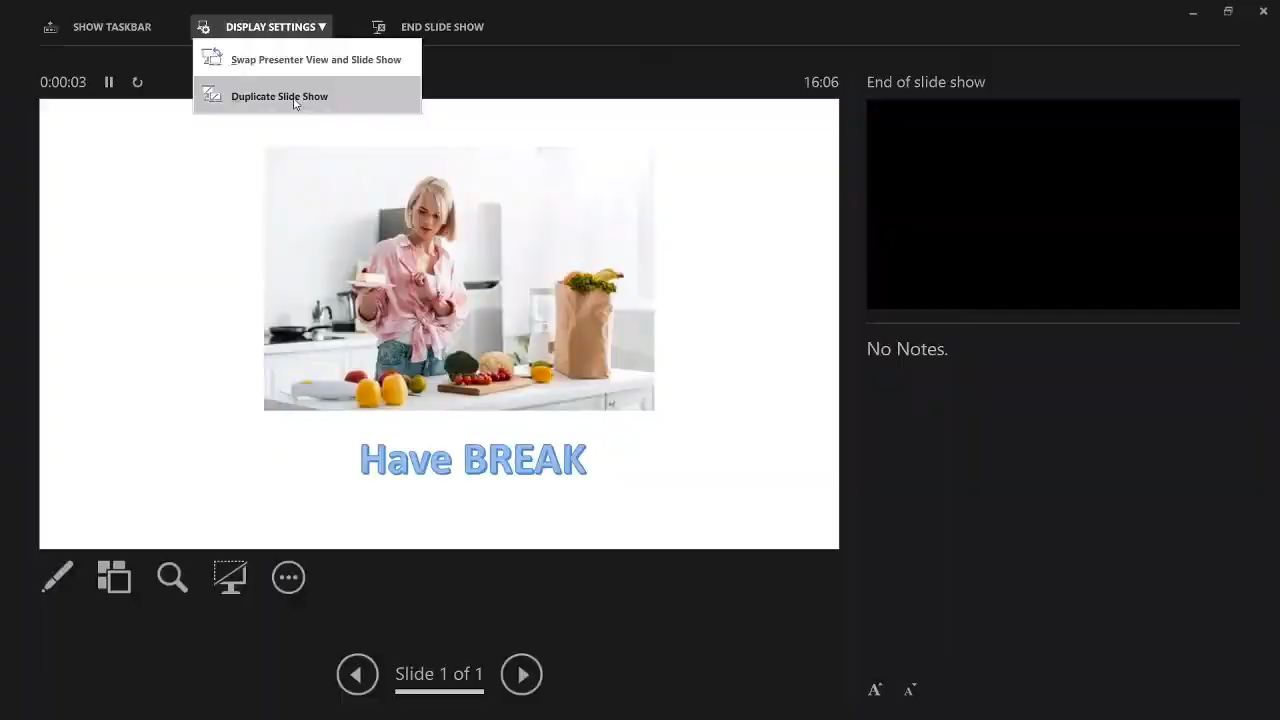 SHOW TASKBAR
DISPLAY SETTINGS ▼
END SLIDE SHOW
Swap Presenter View and Slide Show
Duplicate Slide Show
0:00:03
16:06
End of slide show
Have BREAK
No Notes.
Slide 1 of 1
A A